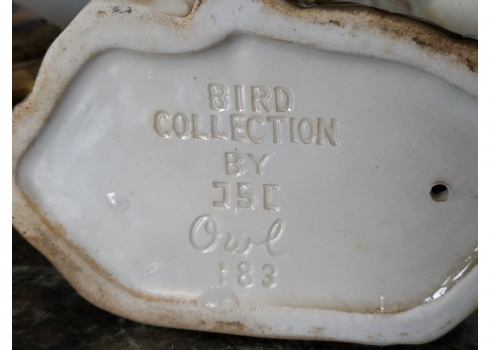 BIRD
COLLECTION
BY
JSC
Owl
183